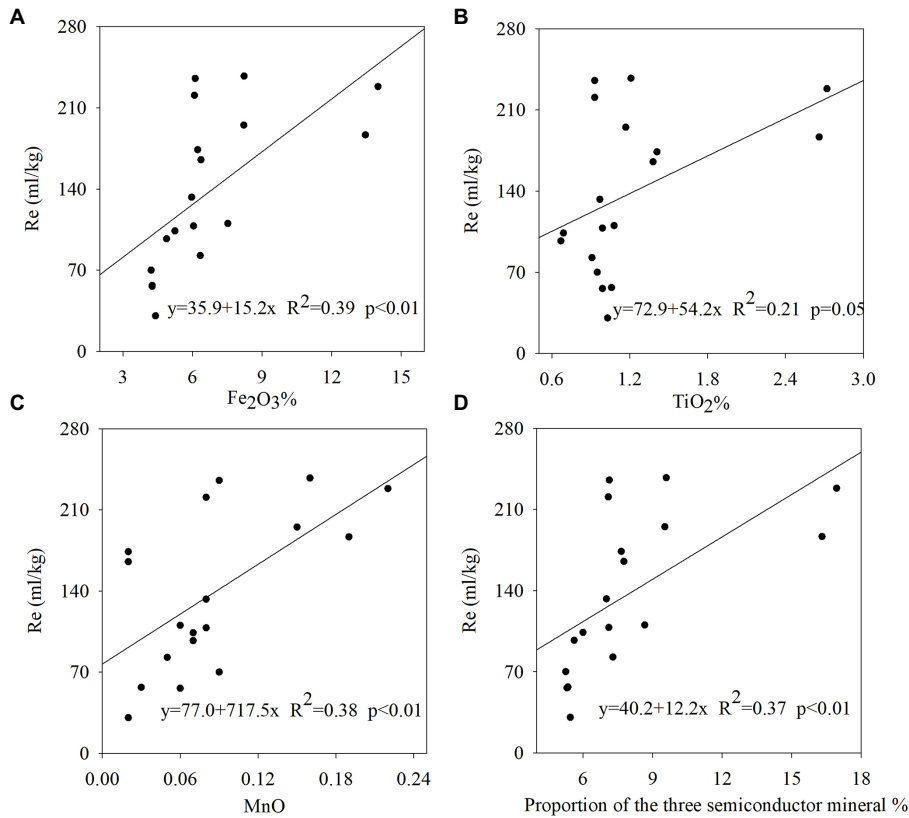 A
280
210
140
70
0
Re (ml/kg)
y=35.9+15.2x R²=0.39 p<0.01
3 6 9 12 15
Fe₂O₃%
B
280
210
140
70
0
Re (ml/kg)
y=72.9+54.2x R²=0.21 p=0.05
0.6 1.2 1.8 2.4 3.0
TiO₂%
C
280
210
140
70
0
Re (ml/kg)
y=77.0+717.5x R²=0.38 p<0.01
0.00 0.06 0.12 0.18 0.24
MnO
D
280
210
140
70
0
Re (ml/kg)
y=40.2+12.2x R²=0.37 p<0.01
6 9 12 15 18
Proportion of the three semiconductor mineral %